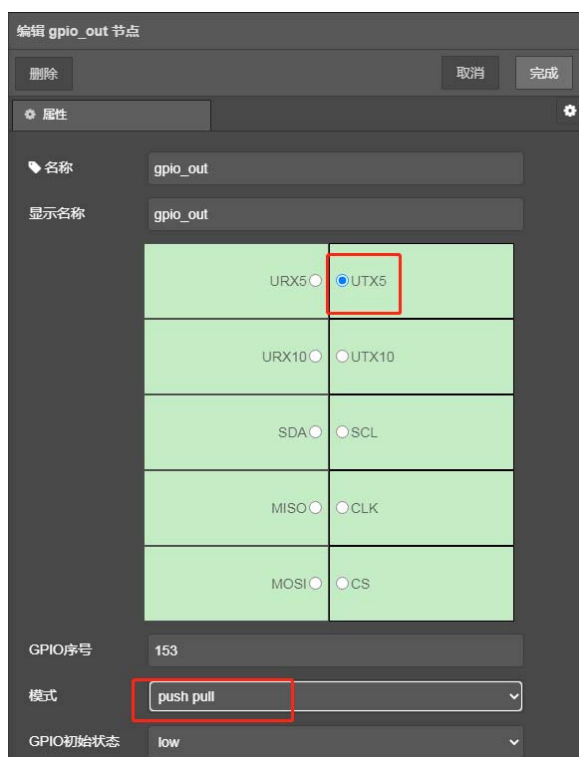 编辑 gpio_out 节点
删除 取消 完成
属性
名称 gpio_out
显示名称 gpio_out
URX5 UTX5
URX10 UTX10
SDA SCL
MISO CLK
MOSI CS
GPIO序号 153
模式 push pull
GPIO初始状态 low